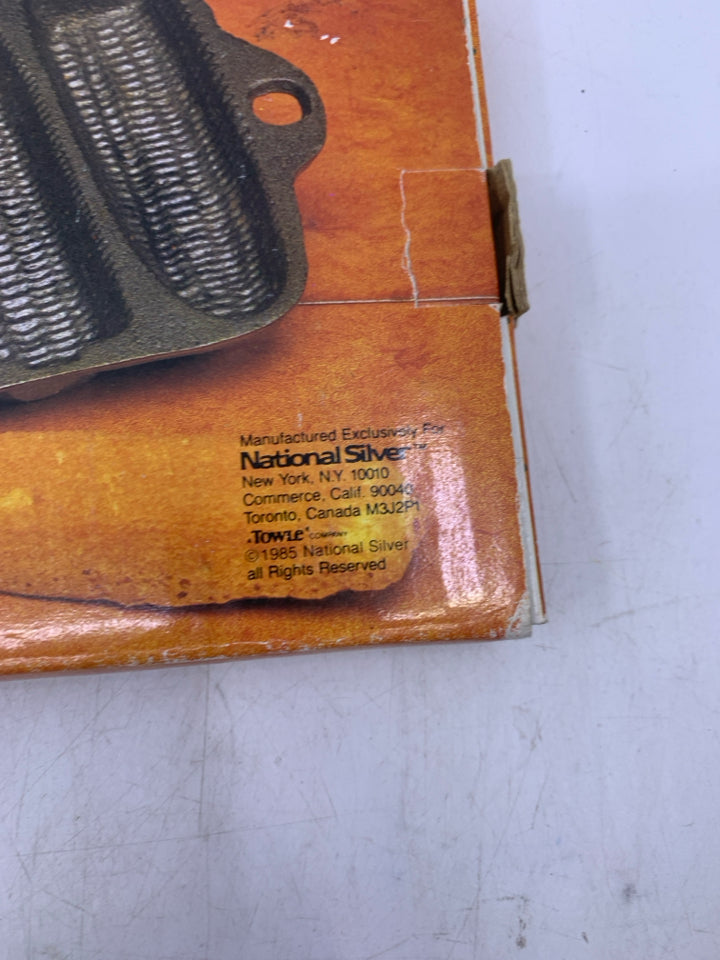 Manufactured Exclusively For
National Silver™
New York, N.Y. 10010
Commerce, Calif. 90040
Toronto, Canada M3J2P1
.TOWLE® COMPANY
©1985 National Silver
all Rights Reserved